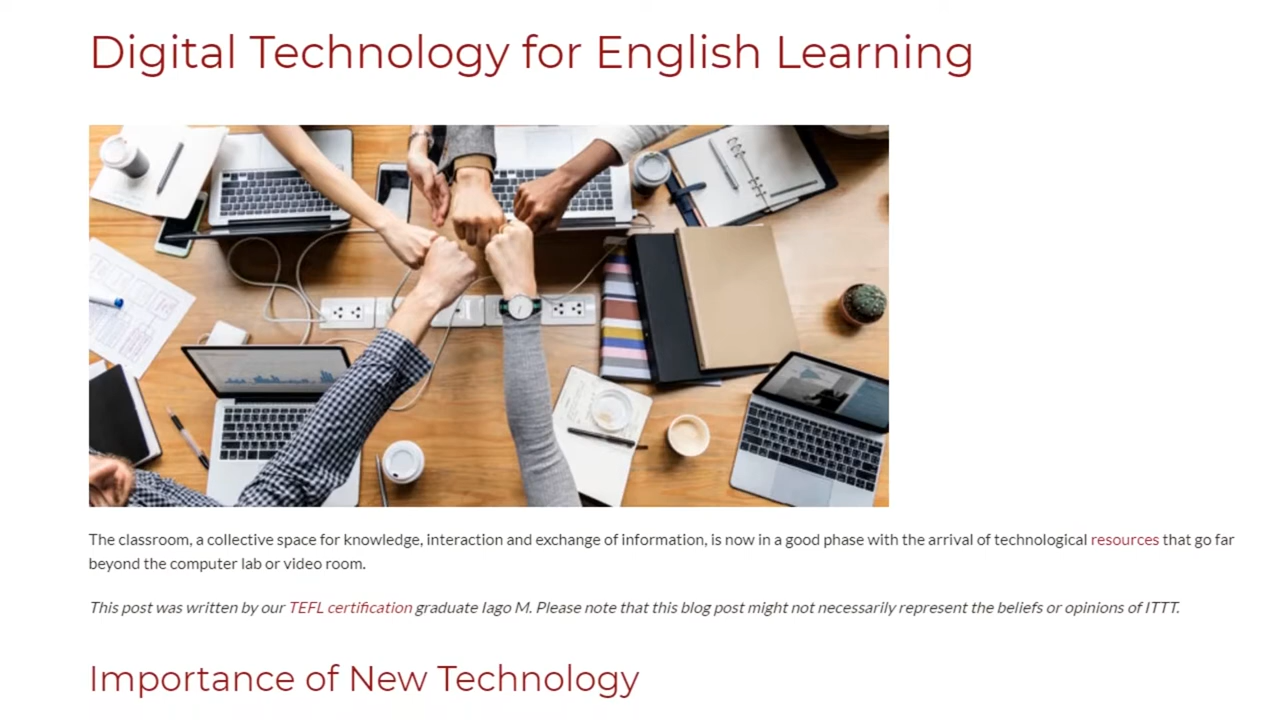 Digital Technology for English Learning
The classroom, a collective space for knowledge, interaction and exchange of information, is now in a good phase with the arrival of technological resources that go far
beyond the computer lab or video room.
This post was written by our TEFL certification graduate Iago M. Please note that this blog post might not necessarily represent the beliefs or opinions of ITTT.
Importance of New Technology